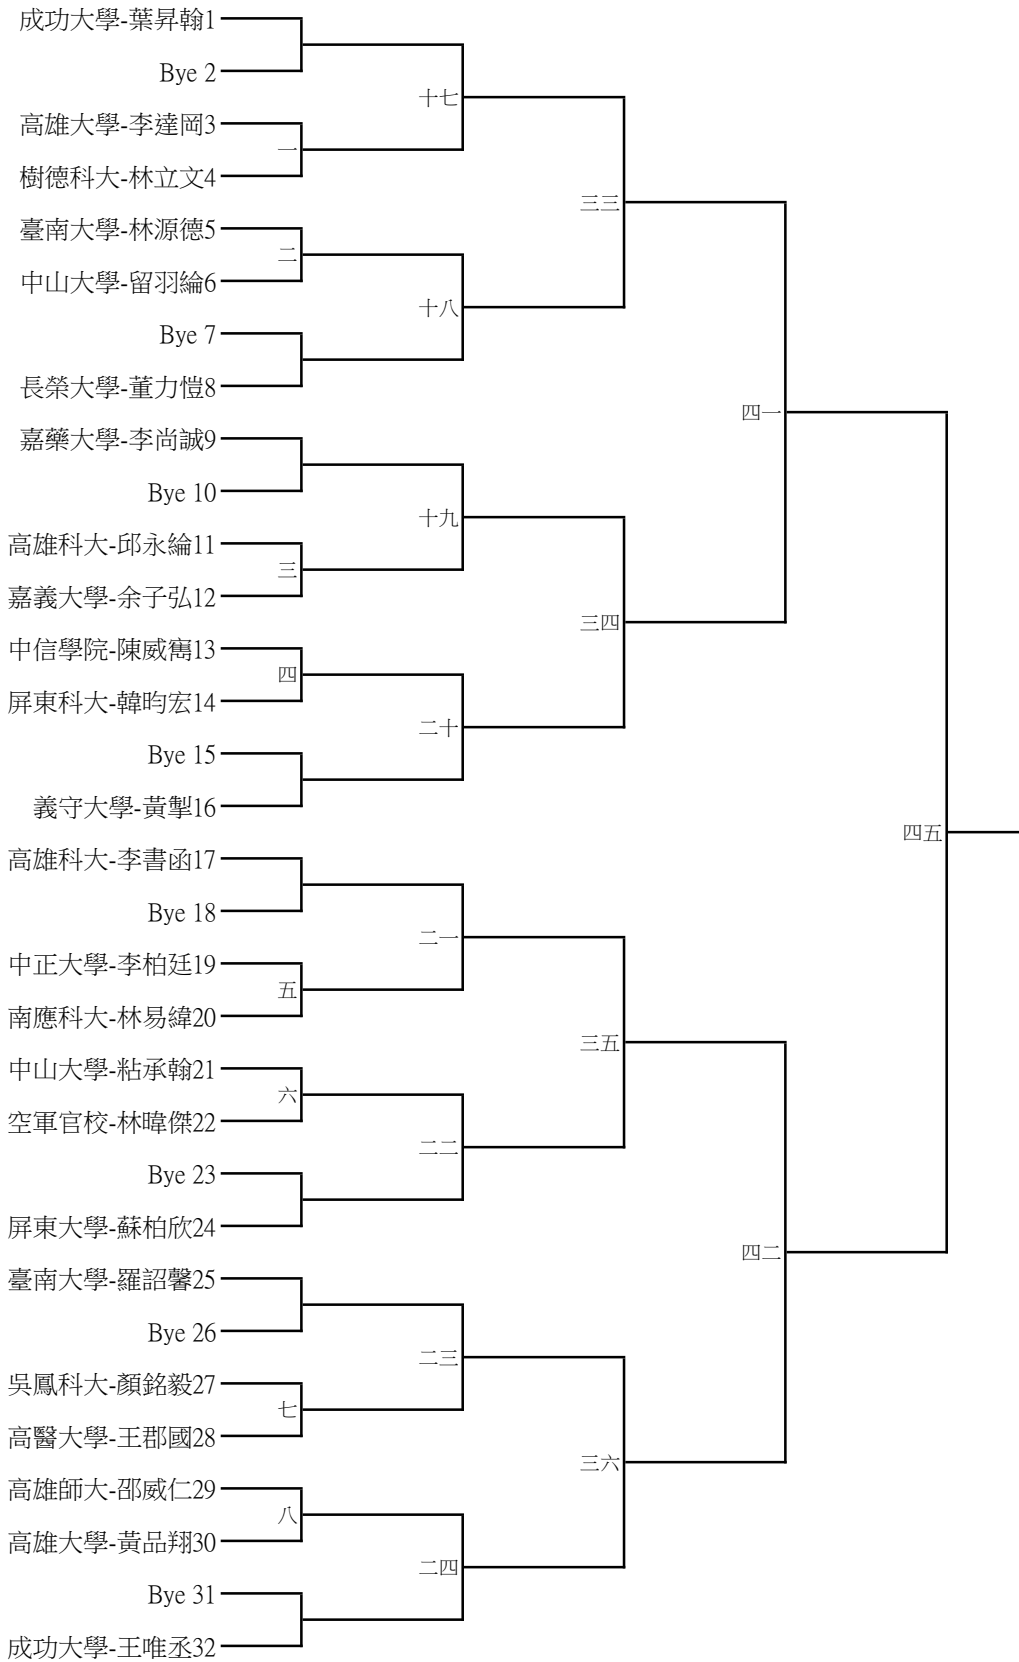 成功大學-葉昇翰1
Bye 2
十七
高雄大學-李達岡3
一
樹德科大-林立文4
三三
臺南大學-林源德5
二
中山大學-留羽綸6
十八
Bye 7
長榮大學-董力愷8
四一
嘉藥大學-李尚誠9
Bye 10
十九
高雄科大-邱永綸11
三
嘉義大學-余子弘12
三四
中信學院-陳威寯13
四
屏東科大-韓昀宏14
二十
Bye 15
義守大學-黃掣16
四五
高雄科大-李書函17
Bye 18
二一
中正大學-李柏廷19
五
南應科大-林易緯20
三五
中山大學-粘承翰21
六
空軍官校-林暐傑22
二二
Bye 23
屏東大學-蘇柏欣24
四二
臺南大學-羅詔馨25
Bye 26
二三
吳鳳科大-顏銘毅27
七
高醫大學-王郡國28
三六
高雄師大-邵威仁29
八
高雄大學-黃品翔30
二四
Bye 31
成功大學-王唯丞32